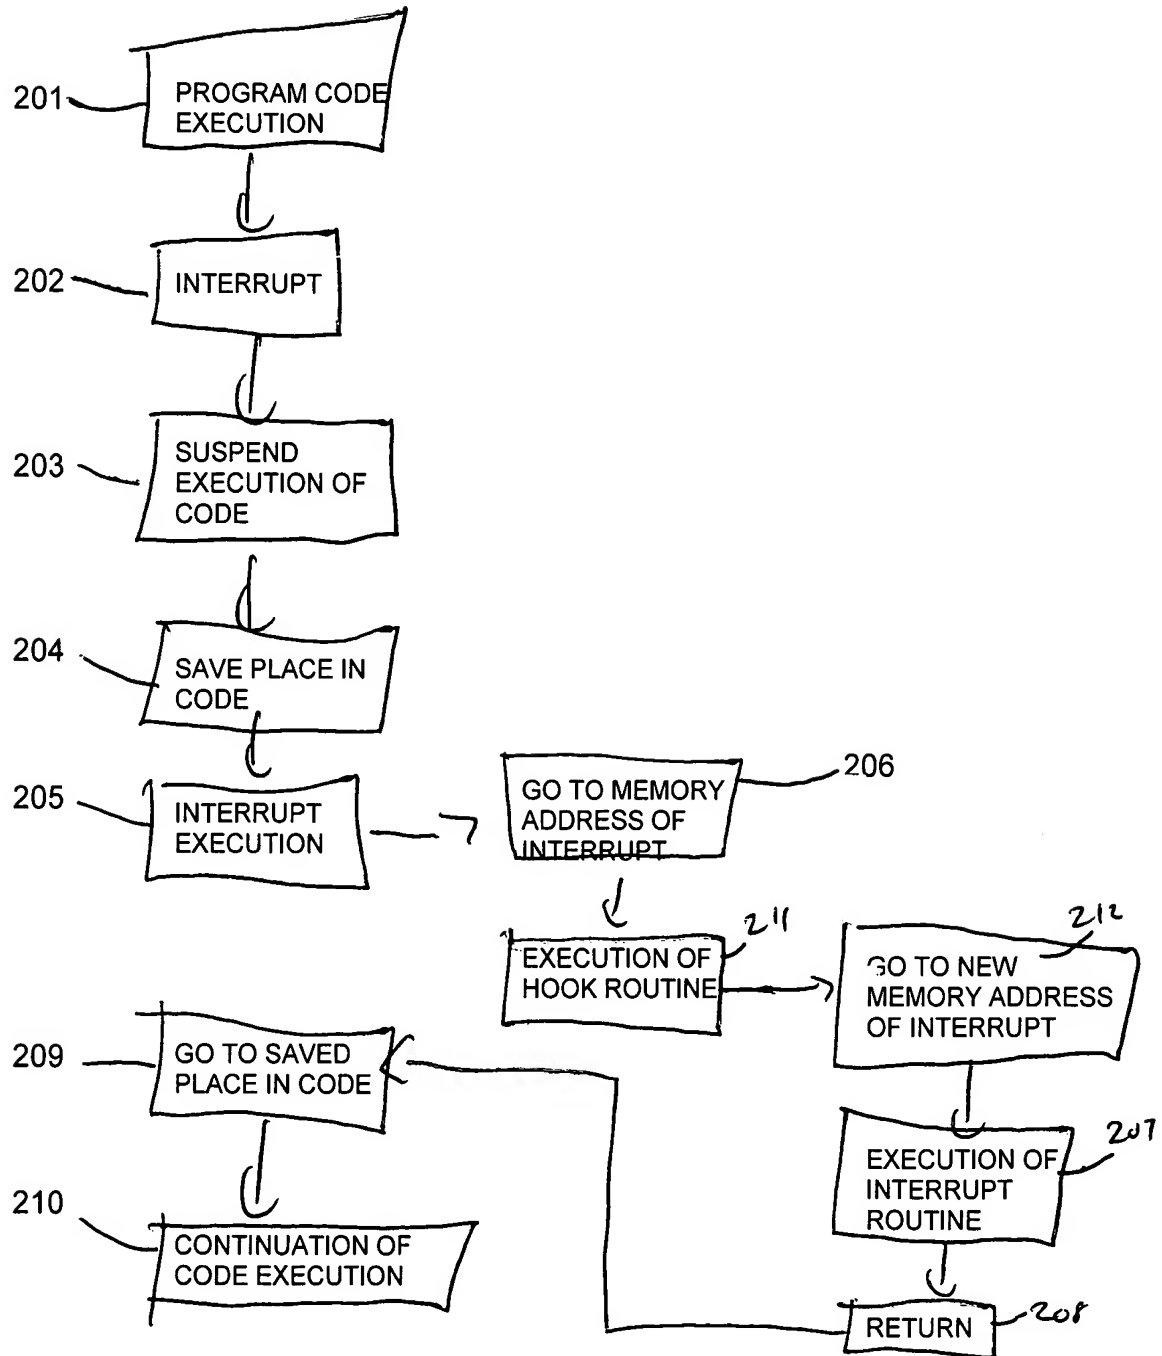 201
PROGRAM CODE
EXECUTION
202
INTERRUPT
203
SUSPEND
EXECUTION OF
CODE
204
SAVE PLACE IN
CODE
205
INTERRUPT
EXECUTION
206
GO TO MEMORY
ADDRESS OF
INTERRUPT
211
EXECUTION OF
HOOK ROUTINE
212
GO TO NEW
MEMORY ADDRESS
OF INTERRUPT
207
EXECUTION OF
INTERRUPT
ROUTINE
208
RETURN
209
GO TO SAVED
PLACE IN CODE
210
CONTINUATION OF
CODE EXECUTION